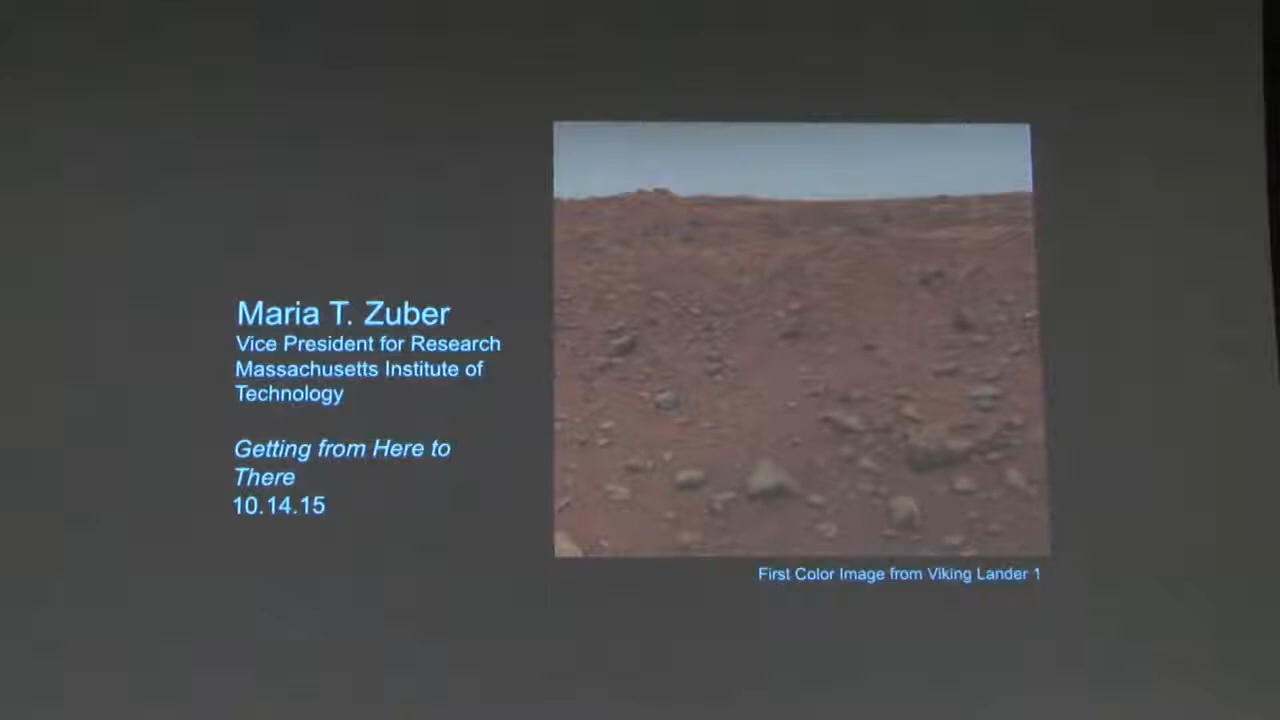 Maria T. Zuber
Vice President for Research
Massachusetts Institute of
Technology
Getting from Here to
There
10.14.15
First Color Image from Viking Lander 1